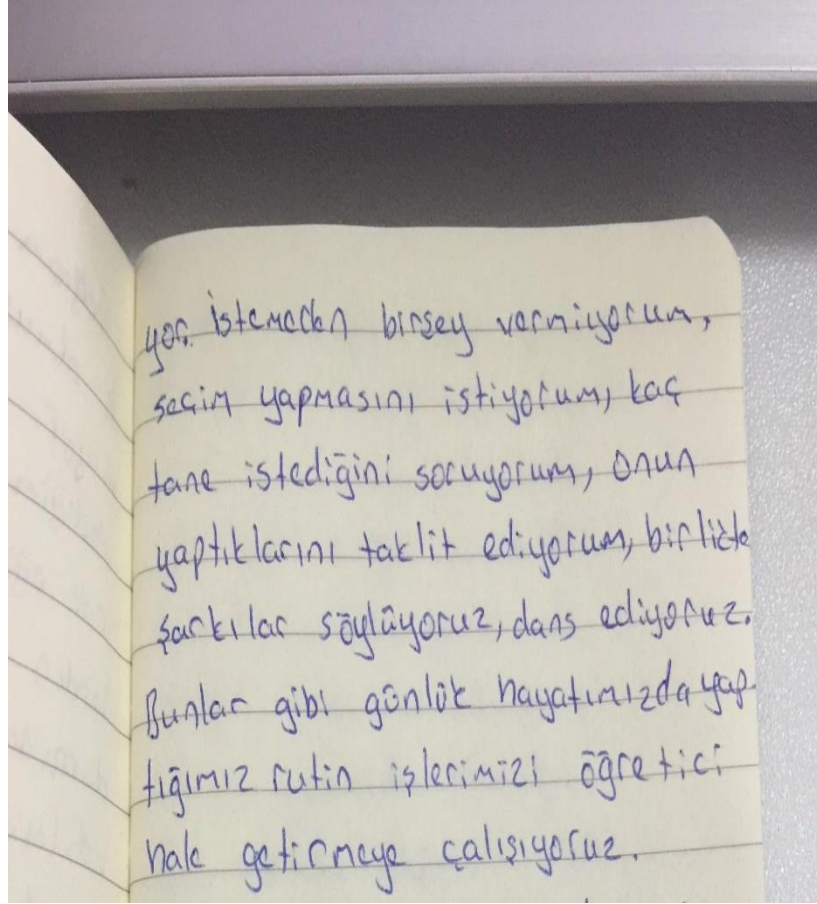 yor. İstemeden birşey vermiyorum,
seçim yapmasını istiyorum, kaç
tane istediğini soruyorum, onun
yaptıklarını taklit ediyorum, birlikte
şarkılar söylüyoruz, dans ediyoruz.
Bunlar gibi günlük hayatımızda yap-
tığımız rutin işlerimizi öğretici
hale getirmeye çalışıyoruz.